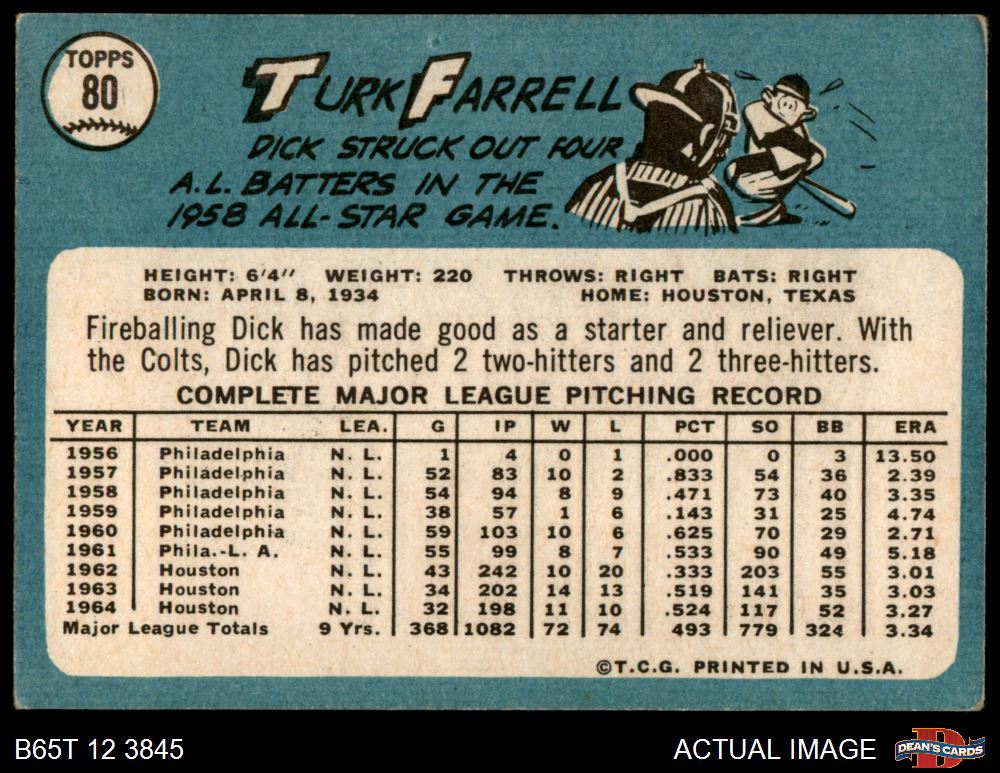 TOPPS
80
TURK FARRELL
DICK STRUCK OUT FOUR
A.L. BATTERS IN THE
1958 ALL-STAR GAME.
HEIGHT: 6'4" WEIGHT: 220 THROWS: RIGHT BATS: RIGHT
BORN: APRIL 8, 1934 HOME: HOUSTON, TEXAS
Fireballing Dick has made good as a starter and reliever. With
the Colts, Dick has pitched 2 two-hitters and 2 three-hitters.
COMPLETE MAJOR LEAGUE PITCHING RECORD
YEAR TEAM LEA. G IP W L PCT SO BB ERA
1956 Philadelphia N. L. 1 4 0 1 .000 0 3 13.50
1957 Philadelphia N. L. 52 83 10 2 .833 54 36 2.39
1958 Philadelphia N. L. 54 94 8 9 .471 73 40 3.35
1959 Philadelphia N. L. 38 57 1 6 .143 31 25 4.74
1960 Philadelphia N. L. 59 103 10 6 .625 70 29 2.71
1961 Phila.-L. A. N. L. 55 99 8 7 .533 90 49 5.18
1962 Houston N. L. 43 242 10 20 .333 203 55 3.01
1963 Houston N. L. 34 202 14 13 .519 141 35 3.03
1964 Houston N. L. 32 198 11 10 .524 117 52 3.27
Major League Totals 9 Yrs. 368 1082 72 74 493 779 324 3.34
©T.C.G. PRINTED IN U.S.A.
B65T 12 3845 ACTUAL IMAGE
D
DEAN'S CARDS